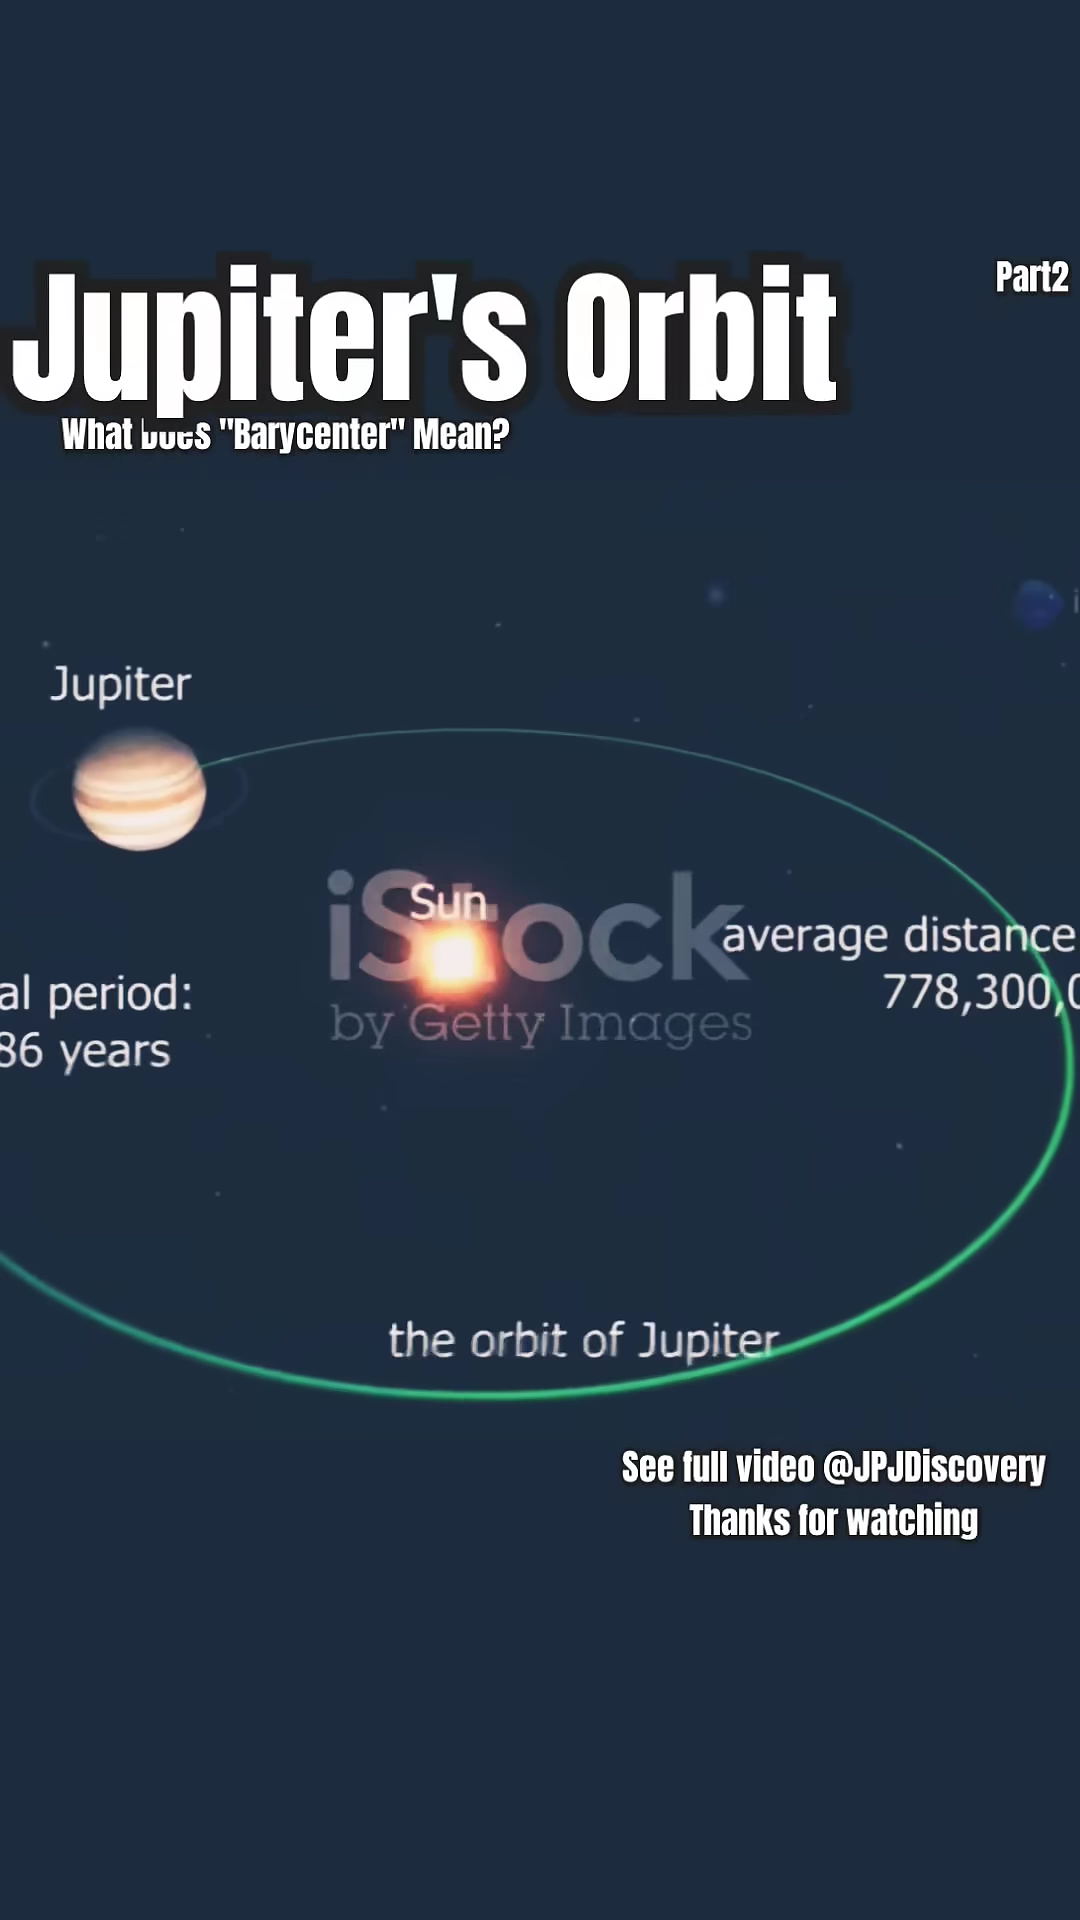 Jupiter's Orbit
Part2
What Does "Barycenter" Mean?
Jupiter
Sun
iStock
by Getty Images
average distance
778,300,0
al period:
86 years
the orbit of Jupiter
See full video @JPJDiscovery
Thanks for watching